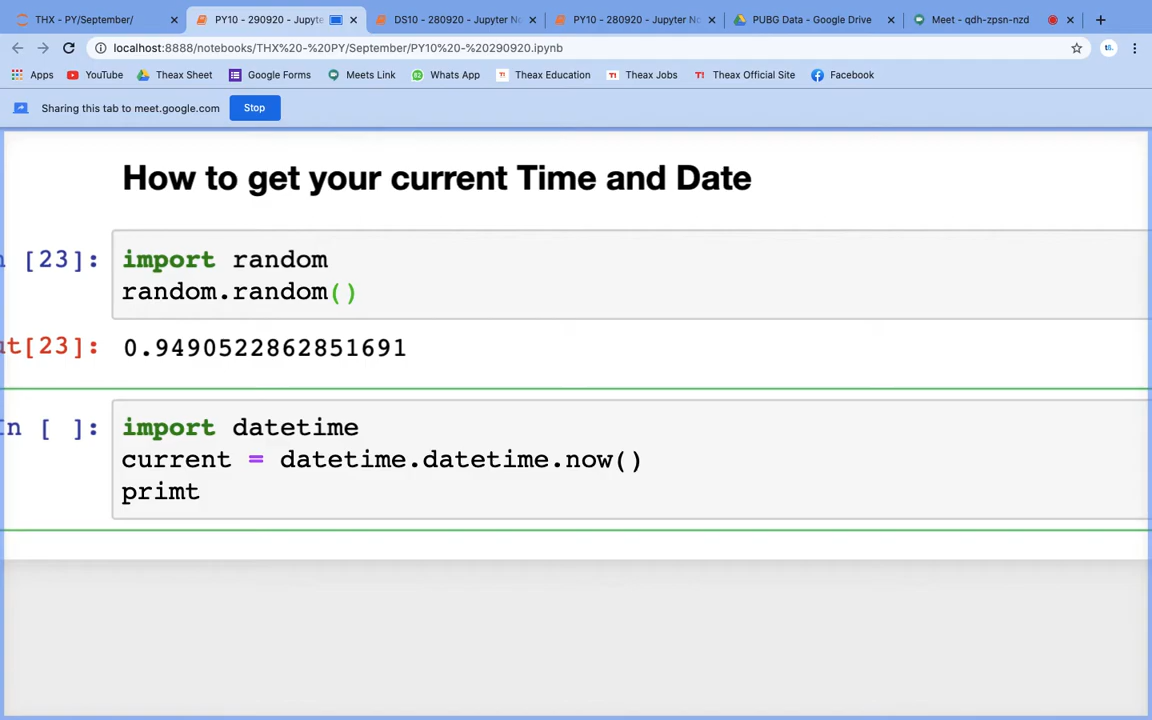 THX - PY/September/
PY10 - 290920 - Jupyte
DS10 - 280920 - Jupyter No
PY10 - 280920 - Jupyter No
PUBG Data - Google Drive
Meet - qdh-zpsn-nzd
localhost:8888/notebooks/THX%20-%20PY/September/PY10%20-%20290920.ipynb
Apps
YouTube
Theax Sheet
Google Forms
Meets Link
Whats App
Theax Education
Theax Jobs
Theax Official Site
Facebook
Sharing this tab to meet.google.com
Stop
How to get your current Time and Date
n [23]:
import random
random.random()
ut[23]:
0.9490522862851691
In [ ]:
import datetime
current = datetime.datetime.now()
primt